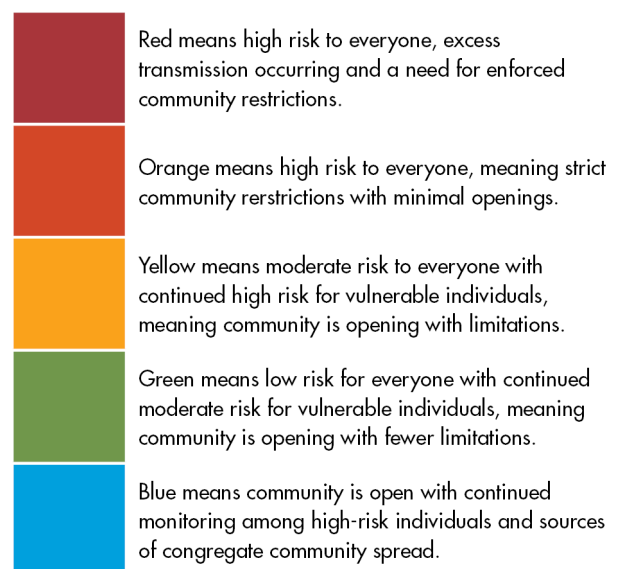 Red means high risk to everyone, excess
transmission occurring and a need for enforced
community restrictions.
Orange means high risk to everyone, meaning strict
community rerstrictions with minimal openings.
Yellow means moderate risk to everyone with
continued high risk for vulnerable individuals,
meaning community is opening with limitations.
Green means low risk for everyone with continued
moderate risk for vulnerable individuals, meaning
community is opening with fewer limitations.
Blue means community is open with continued
monitoring among high-risk individuals and sources
of congregate community spread.